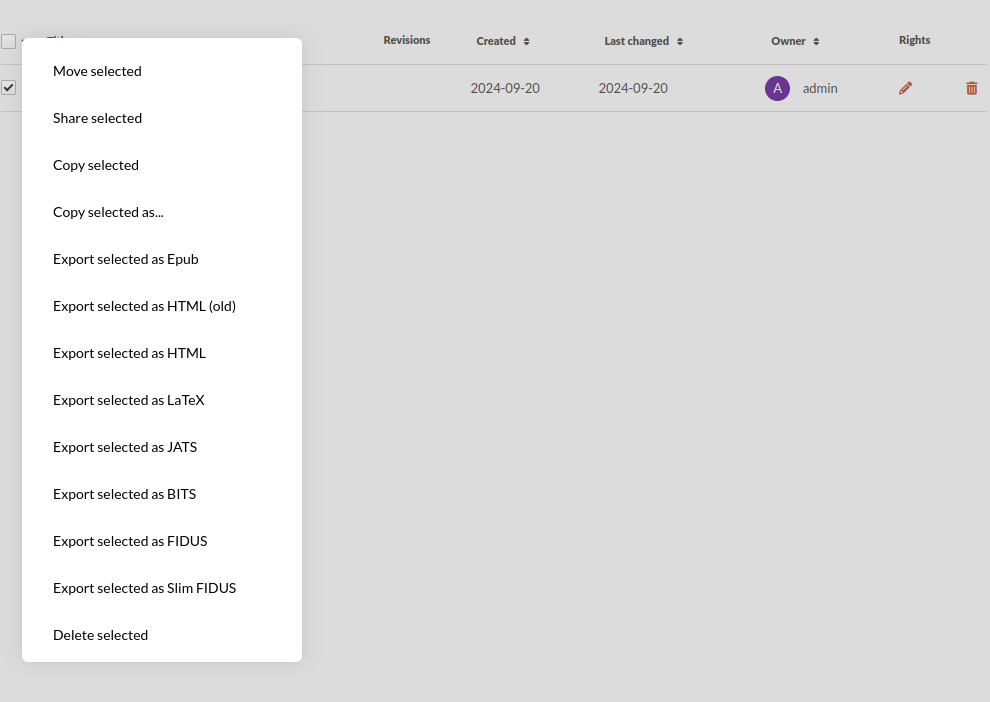 Revisions Created Last changed Owner Rights
2024-09-20 2024-09-20 A admin
Move selected
Share selected
Copy selected
Copy selected as...
Export selected as Epub
Export selected as HTML (old)
Export selected as HTML
Export selected as LaTeX
Export selected as JATS
Export selected as BITS
Export selected as FIDUS
Export selected as Slim FIDUS
Delete selected